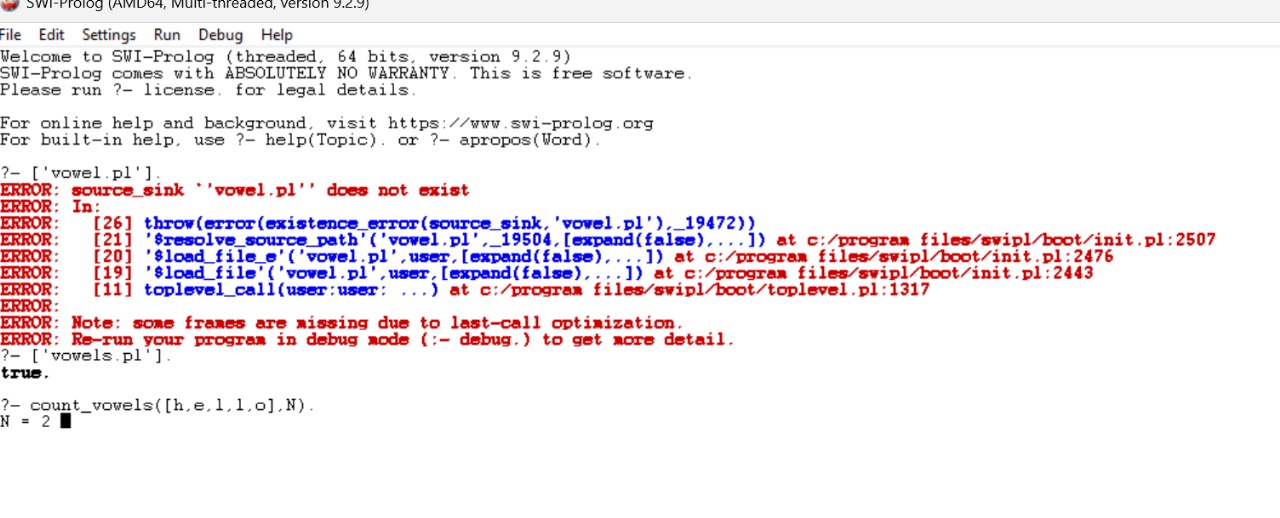 SWI-Prolog (AMD64, Multi-threaded, version 9.2.9)
File Edit Settings Run Debug Help
Welcome to SWI-Prolog (threaded, 64 bits, version 9.2.9)
SWI-Prolog comes with ABSOLUTELY NO WARRANTY. This is free software.
Please run ?- license. for legal details.
For online help and background, visit https://www.swi-prolog.org
For built-in help, use ?- help(Topic). or ?- apropos(Word).
?- ['vowel.pl'].
ERROR: source_sink `'vowel.pl'' does not exist
ERROR: In:
ERROR:   [26] throw(error(existence_error(source_sink,'vowel.pl'),_19472))
ERROR:   [21] '$resolve_source_path'('vowel.pl',_19504,[expand(false),...]) at c:/program files/swipl/boot/init.pl:2507
ERROR:   [20] '$load_file_e'('vowel.pl',user,[expand(false),...]) at c:/program files/swipl/boot/init.pl:2476
ERROR:   [19] '$load_file'('vowel.pl',user,[expand(false),...]) at c:/program files/swipl/boot/init.pl:2443
ERROR:   [11] toplevel_call(user:user: ...) at c:/program files/swipl/boot/toplevel.pl:1317
ERROR:
ERROR: Note: some frames are missing due to last-call optimization.
ERROR: Re-run your program in debug mode (:- debug.) to get more detail.
?- ['vowels.pl'].
true.
?- count_vowels([h,e,l,l,o],N).
N = 2